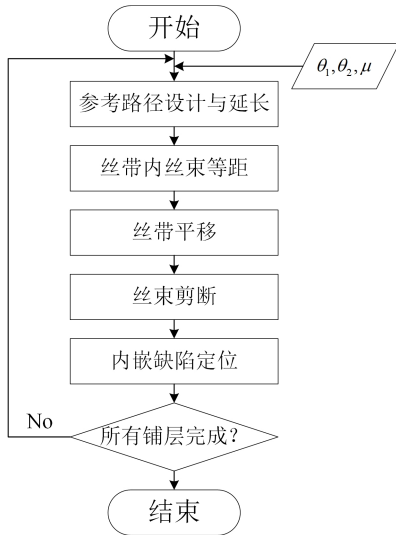 开始
θ₁,θ₂,μ
参考路径设计与延长
丝带内丝束等距
丝带平移
丝束剪断
内嵌缺陷定位
No
所有铺层完成?
结束